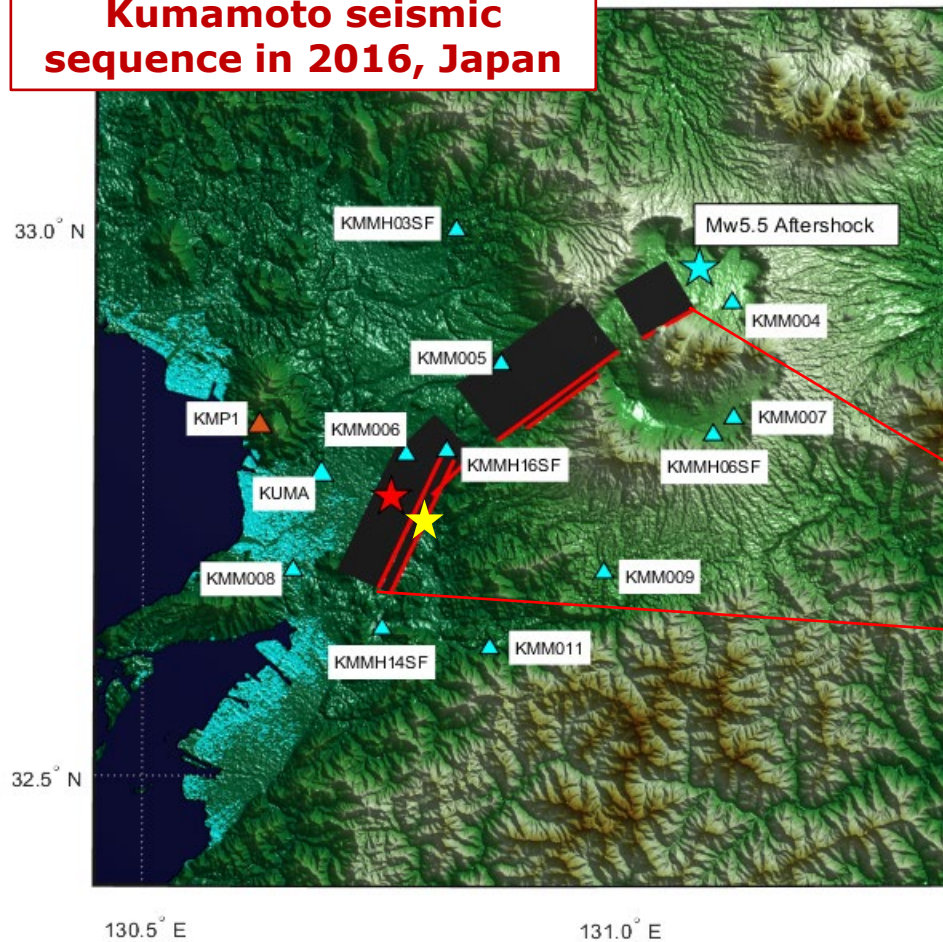 Kumamoto seismic
sequence in 2016, Japan
33.0° N
KMMH03SF
Mw5.5 Aftershock
KMM004
KMM005
KMP1
KMM006
KMM007
KMMH06SF
KMMH16SF
KUMA
KMM008
KMM009
KMMH14SF
KMM011
32.5° N
130.5° E
131.0° E